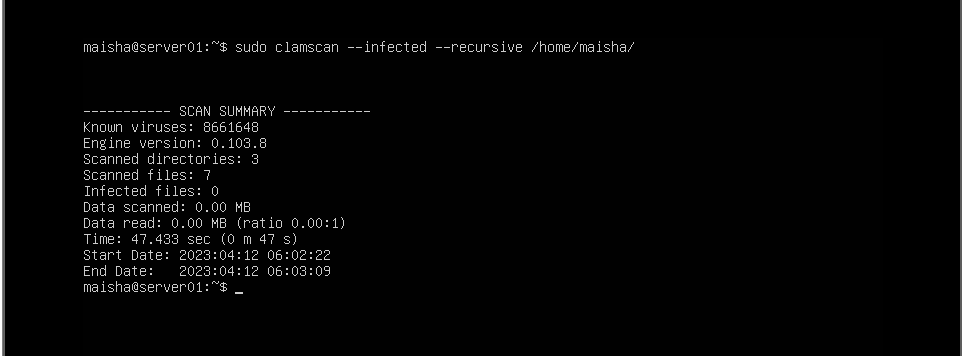 maisha@server01:~$ sudo clamscan --infected --recursive /home/maisha/
----------- SCAN SUMMARY -----------
Known viruses: 8661648
Engine version: 0.103.8
Scanned directories: 3
Scanned files: 7
Infected files: 0
Data scanned: 0.00 MB
Data read: 0.00 MB (ratio 0.00:1)
Time: 47.433 sec (0 m 47 s)
Start Date: 2023:04:12 06:02:22
End Date:   2023:04:12 06:03:09
maisha@server01:~$ _